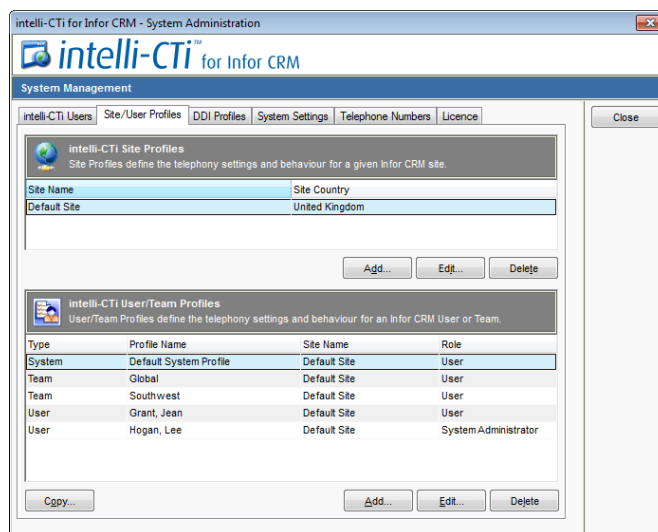 intelli-CTi for Infor CRM - System Administration
intelli-CTi™ for Infor CRM
System Management
intelli-CTi Users Site/User Profiles DDI Profiles System Settings Telephone Numbers Licence
Close
intelli-CTi Site Profiles
Site Profiles define the telephony settings and behaviour for a given Infor CRM site.
Site Name Site Country
Default Site United Kingdom
Add... Edit... Delete
intelli-CTi User/Team Profiles
User/Team Profiles define the telephony settings and behaviour for an Infor CRM User or Team.
Type Profile Name Site Name Role
System Default System Profile Default Site User
Team Global Default Site User
Team Southwest Default Site User
User Grant, Jean Default Site User
User Hogan, Lee Default Site System Administrator
Copy... Add... Edit... Delete